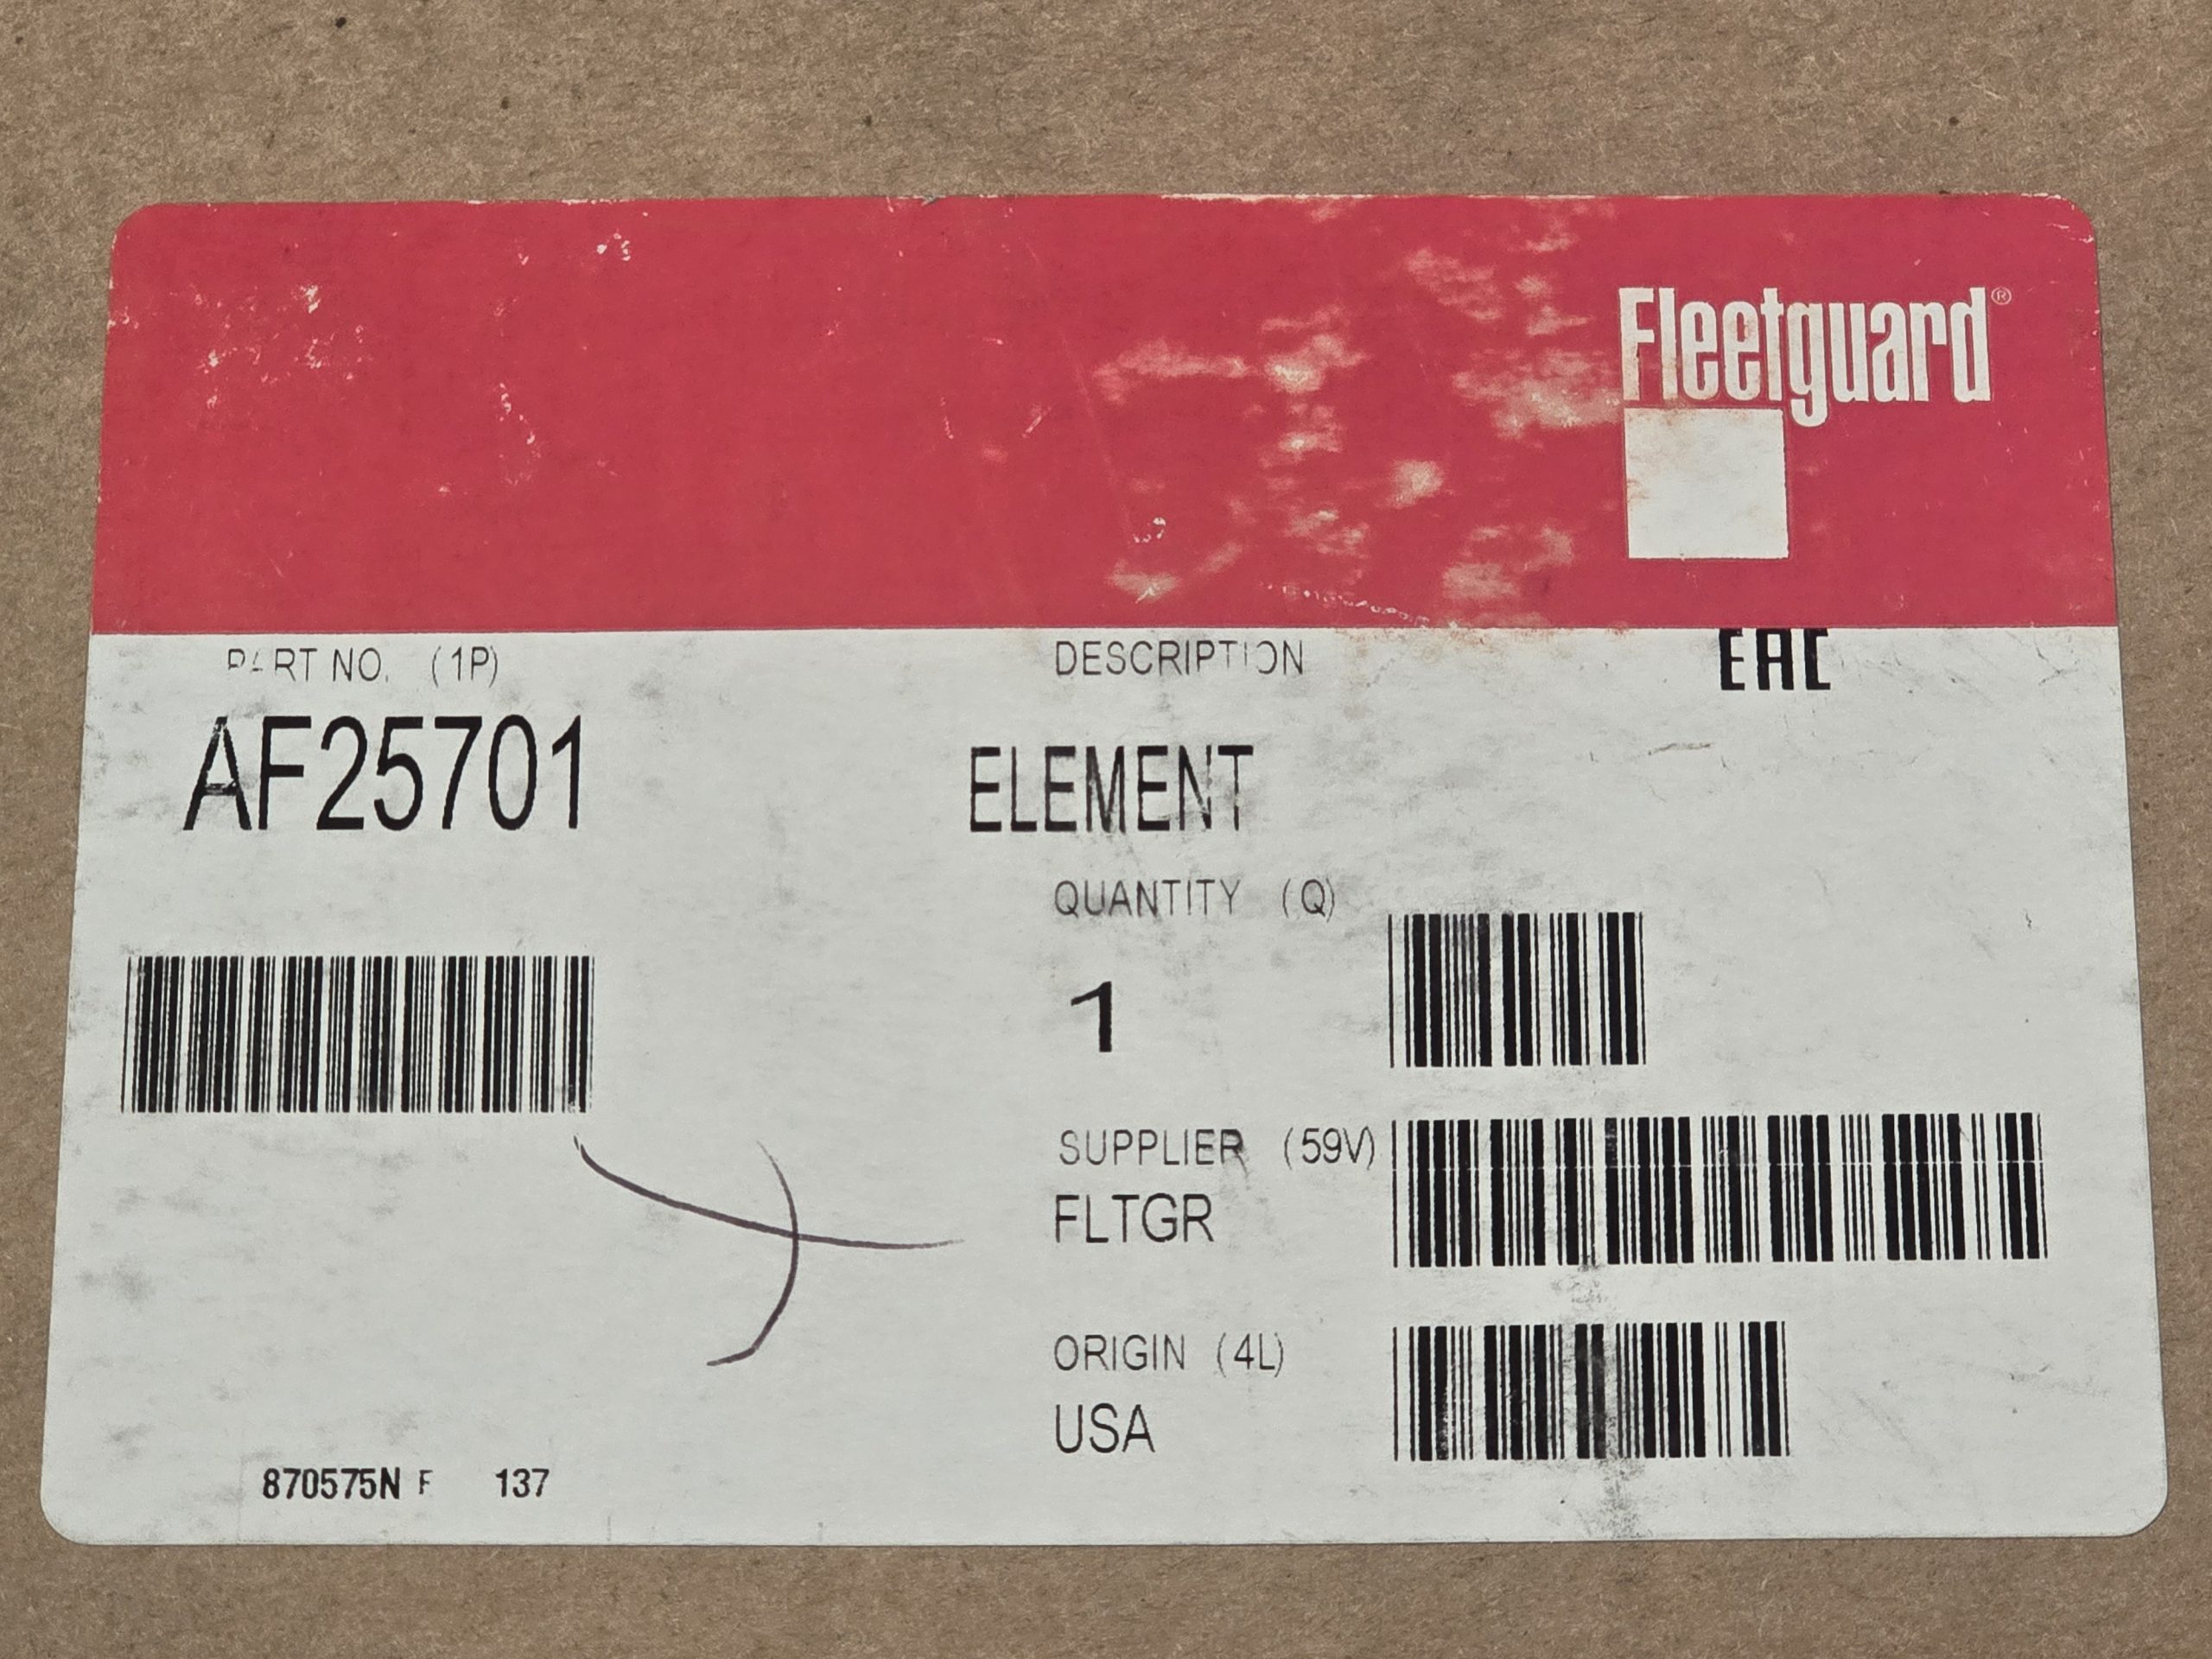 Fleetguard®
PART NO. (1P)
AF25701
DESCRIPTION
EAC
ELEMENT
QUANTITY (Q)
1
SUPPLIER (59V)
FLTGR
ORIGIN (4L)
USA
870575N F 137